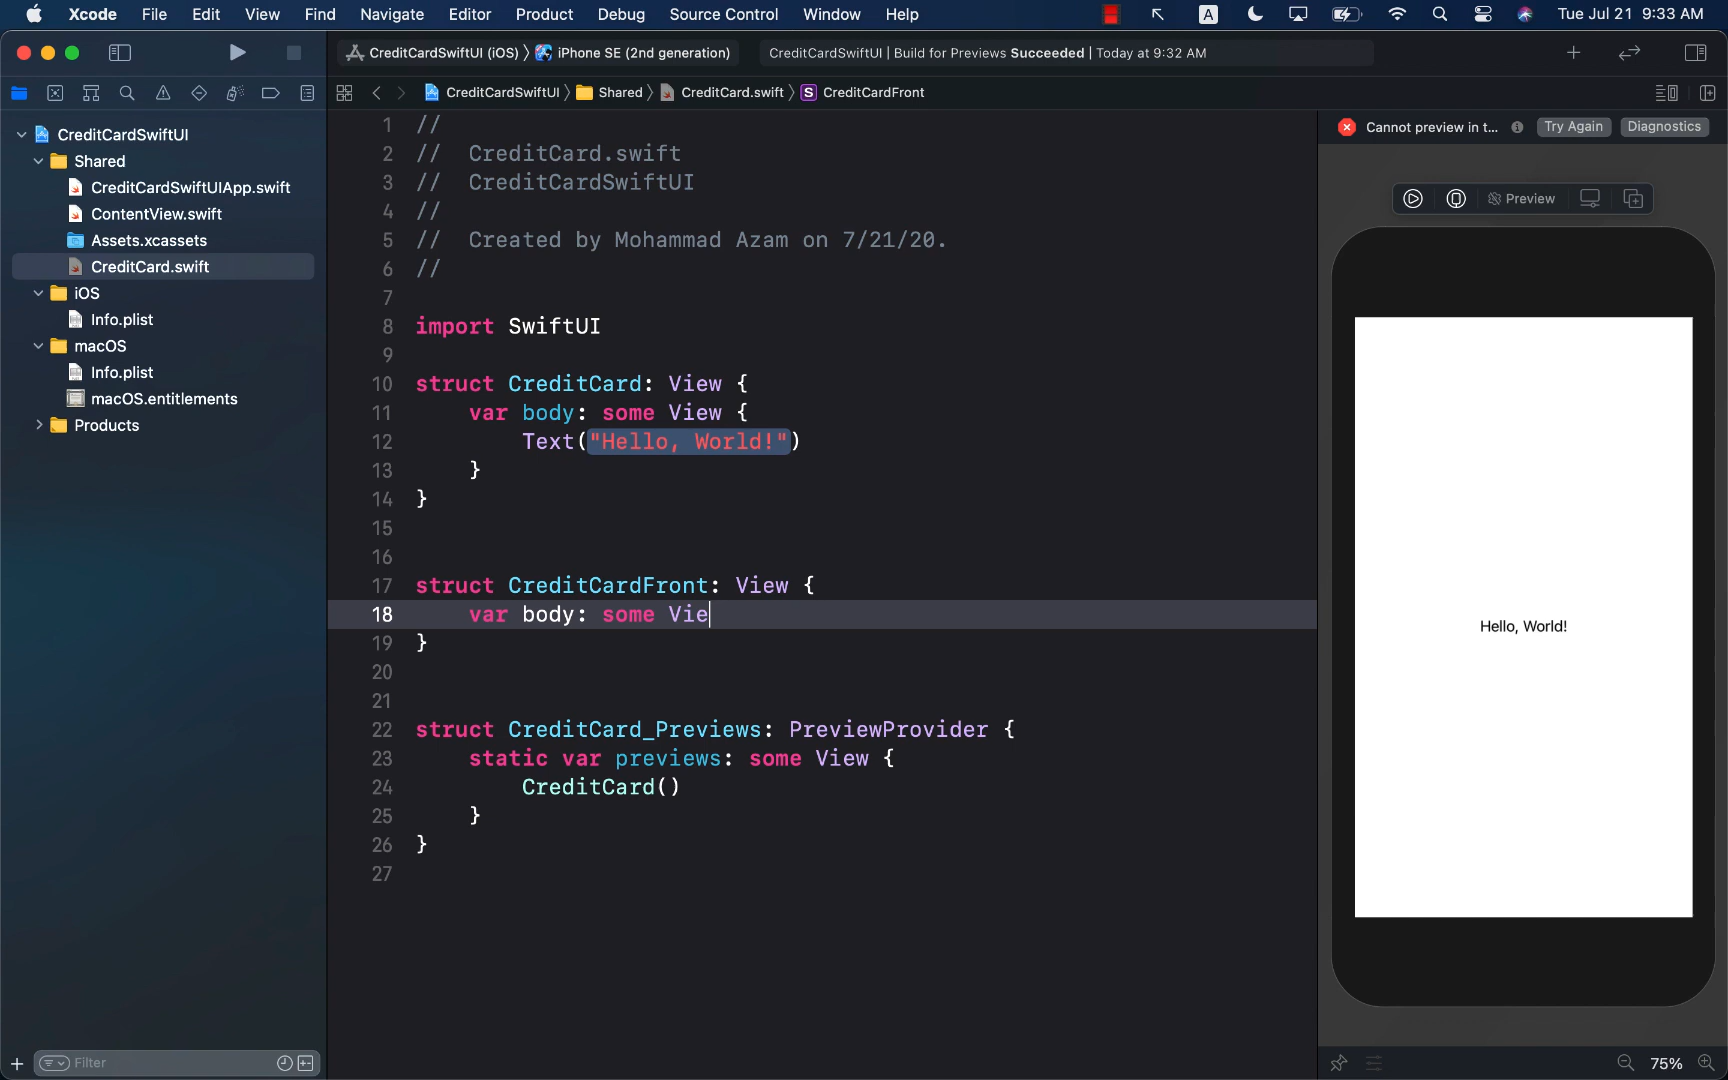 Xcode File Edit View Find Navigate Editor Product Debug Source Control Window Help A Tue Jul 21 9:33 AM
CreditCardSwiftUI (iOS) 〉 iPhone SE (2nd generation) CreditCardSwiftUI | Build for Previews Succeeded | Today at 9:32 AM
CreditCardSwiftUI 〉 Shared 〉 CreditCard.swift 〉 S CreditCardFront
CreditCardSwiftUI
Shared
CreditCardSwiftUIApp.swift
ContentView.swift
Assets.xcassets
CreditCard.swift
iOS
Info.plist
macOS
Info.plist
macOS.entitlements
Products
Filter
1 //
2 //  CreditCard.swift
3 //  CreditCardSwiftUI
4 //
5 //  Created by Mohammad Azam on 7/21/20.
6 //
7
8 import SwiftUI
9
10 struct CreditCard: View {
11     var body: some View {
12         Text("Hello, World!")
13     }
14 }
15
16
17 struct CreditCardFront: View {
18     var body: some Vie
19 }
20
21
22 struct CreditCard_Previews: PreviewProvider {
23     static var previews: some View {
24         CreditCard()
25     }
26 }
27
Cannot preview in t... Try Again Diagnostics
Preview
Hello, World!
75%